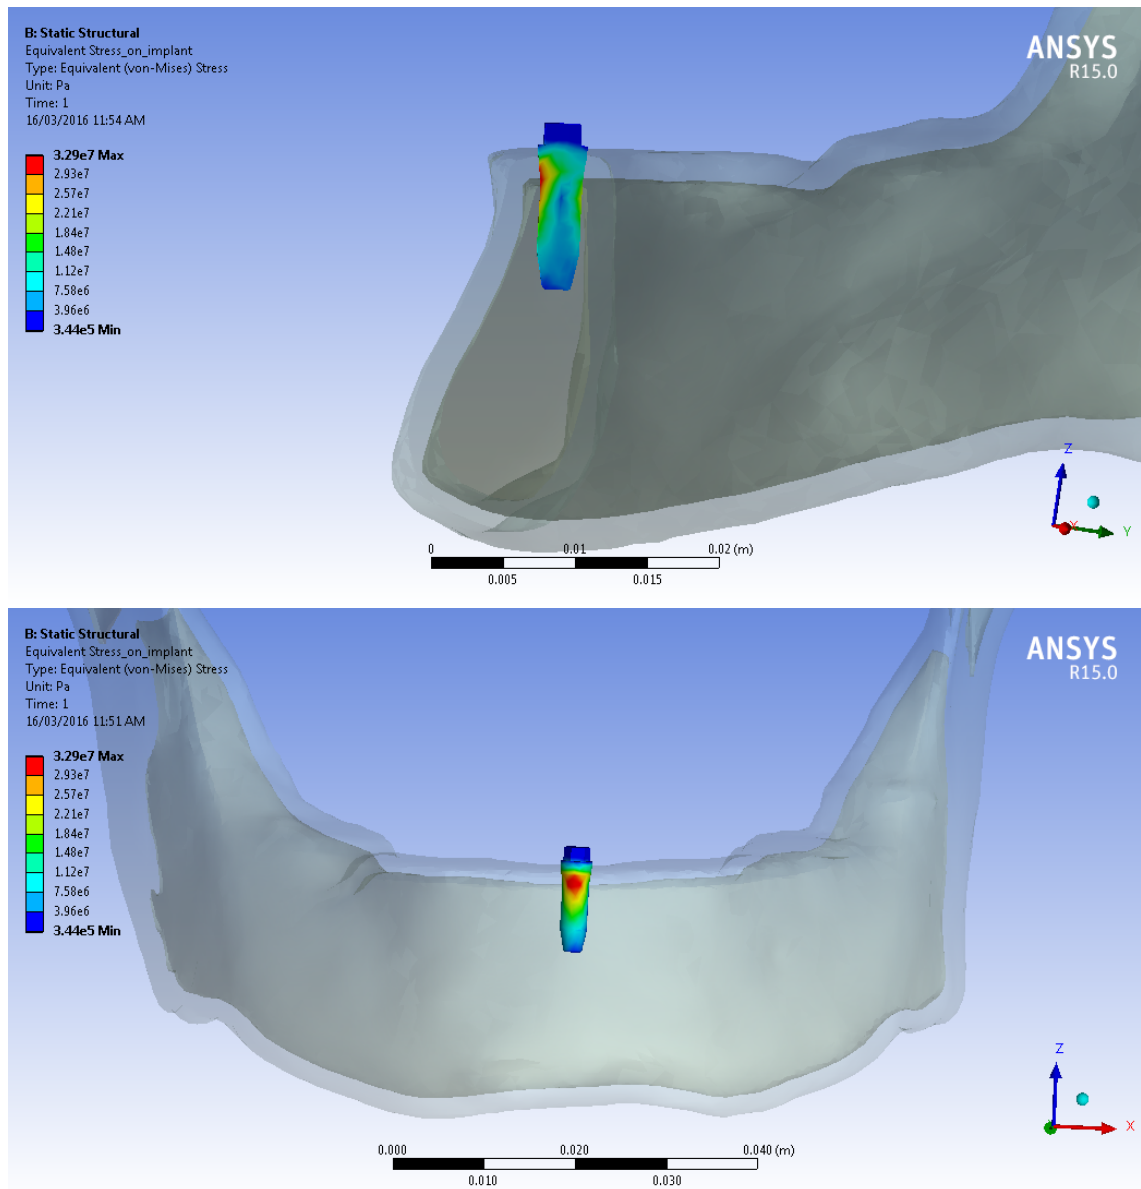 B: Static Structural
Equivalent Stress_on_implant
Type: Equivalent (von-Mises) Stress
Unit: Pa
Time: 1
16/03/2016 11:54 AM
3.29e7 Max
2.93e7
2.57e7
2.21e7
1.84e7
1.48e7
1.12e7
7.58e6
3.96e6
3.44e5 Min
ANSYS
R15.0
Z
X
Y
0 0.01 0.02 (m)
0.005 0.015
B: Static Structural
Equivalent Stress_on_implant
Type: Equivalent (von-Mises) Stress
Unit: Pa
Time: 1
16/03/2016 11:51 AM
3.29e7 Max
2.93e7
2.57e7
2.21e7
1.84e7
1.48e7
1.12e7
7.58e6
3.96e6
3.44e5 Min
ANSYS
R15.0
Z
X
0.000 0.020 0.040 (m)
0.010 0.030